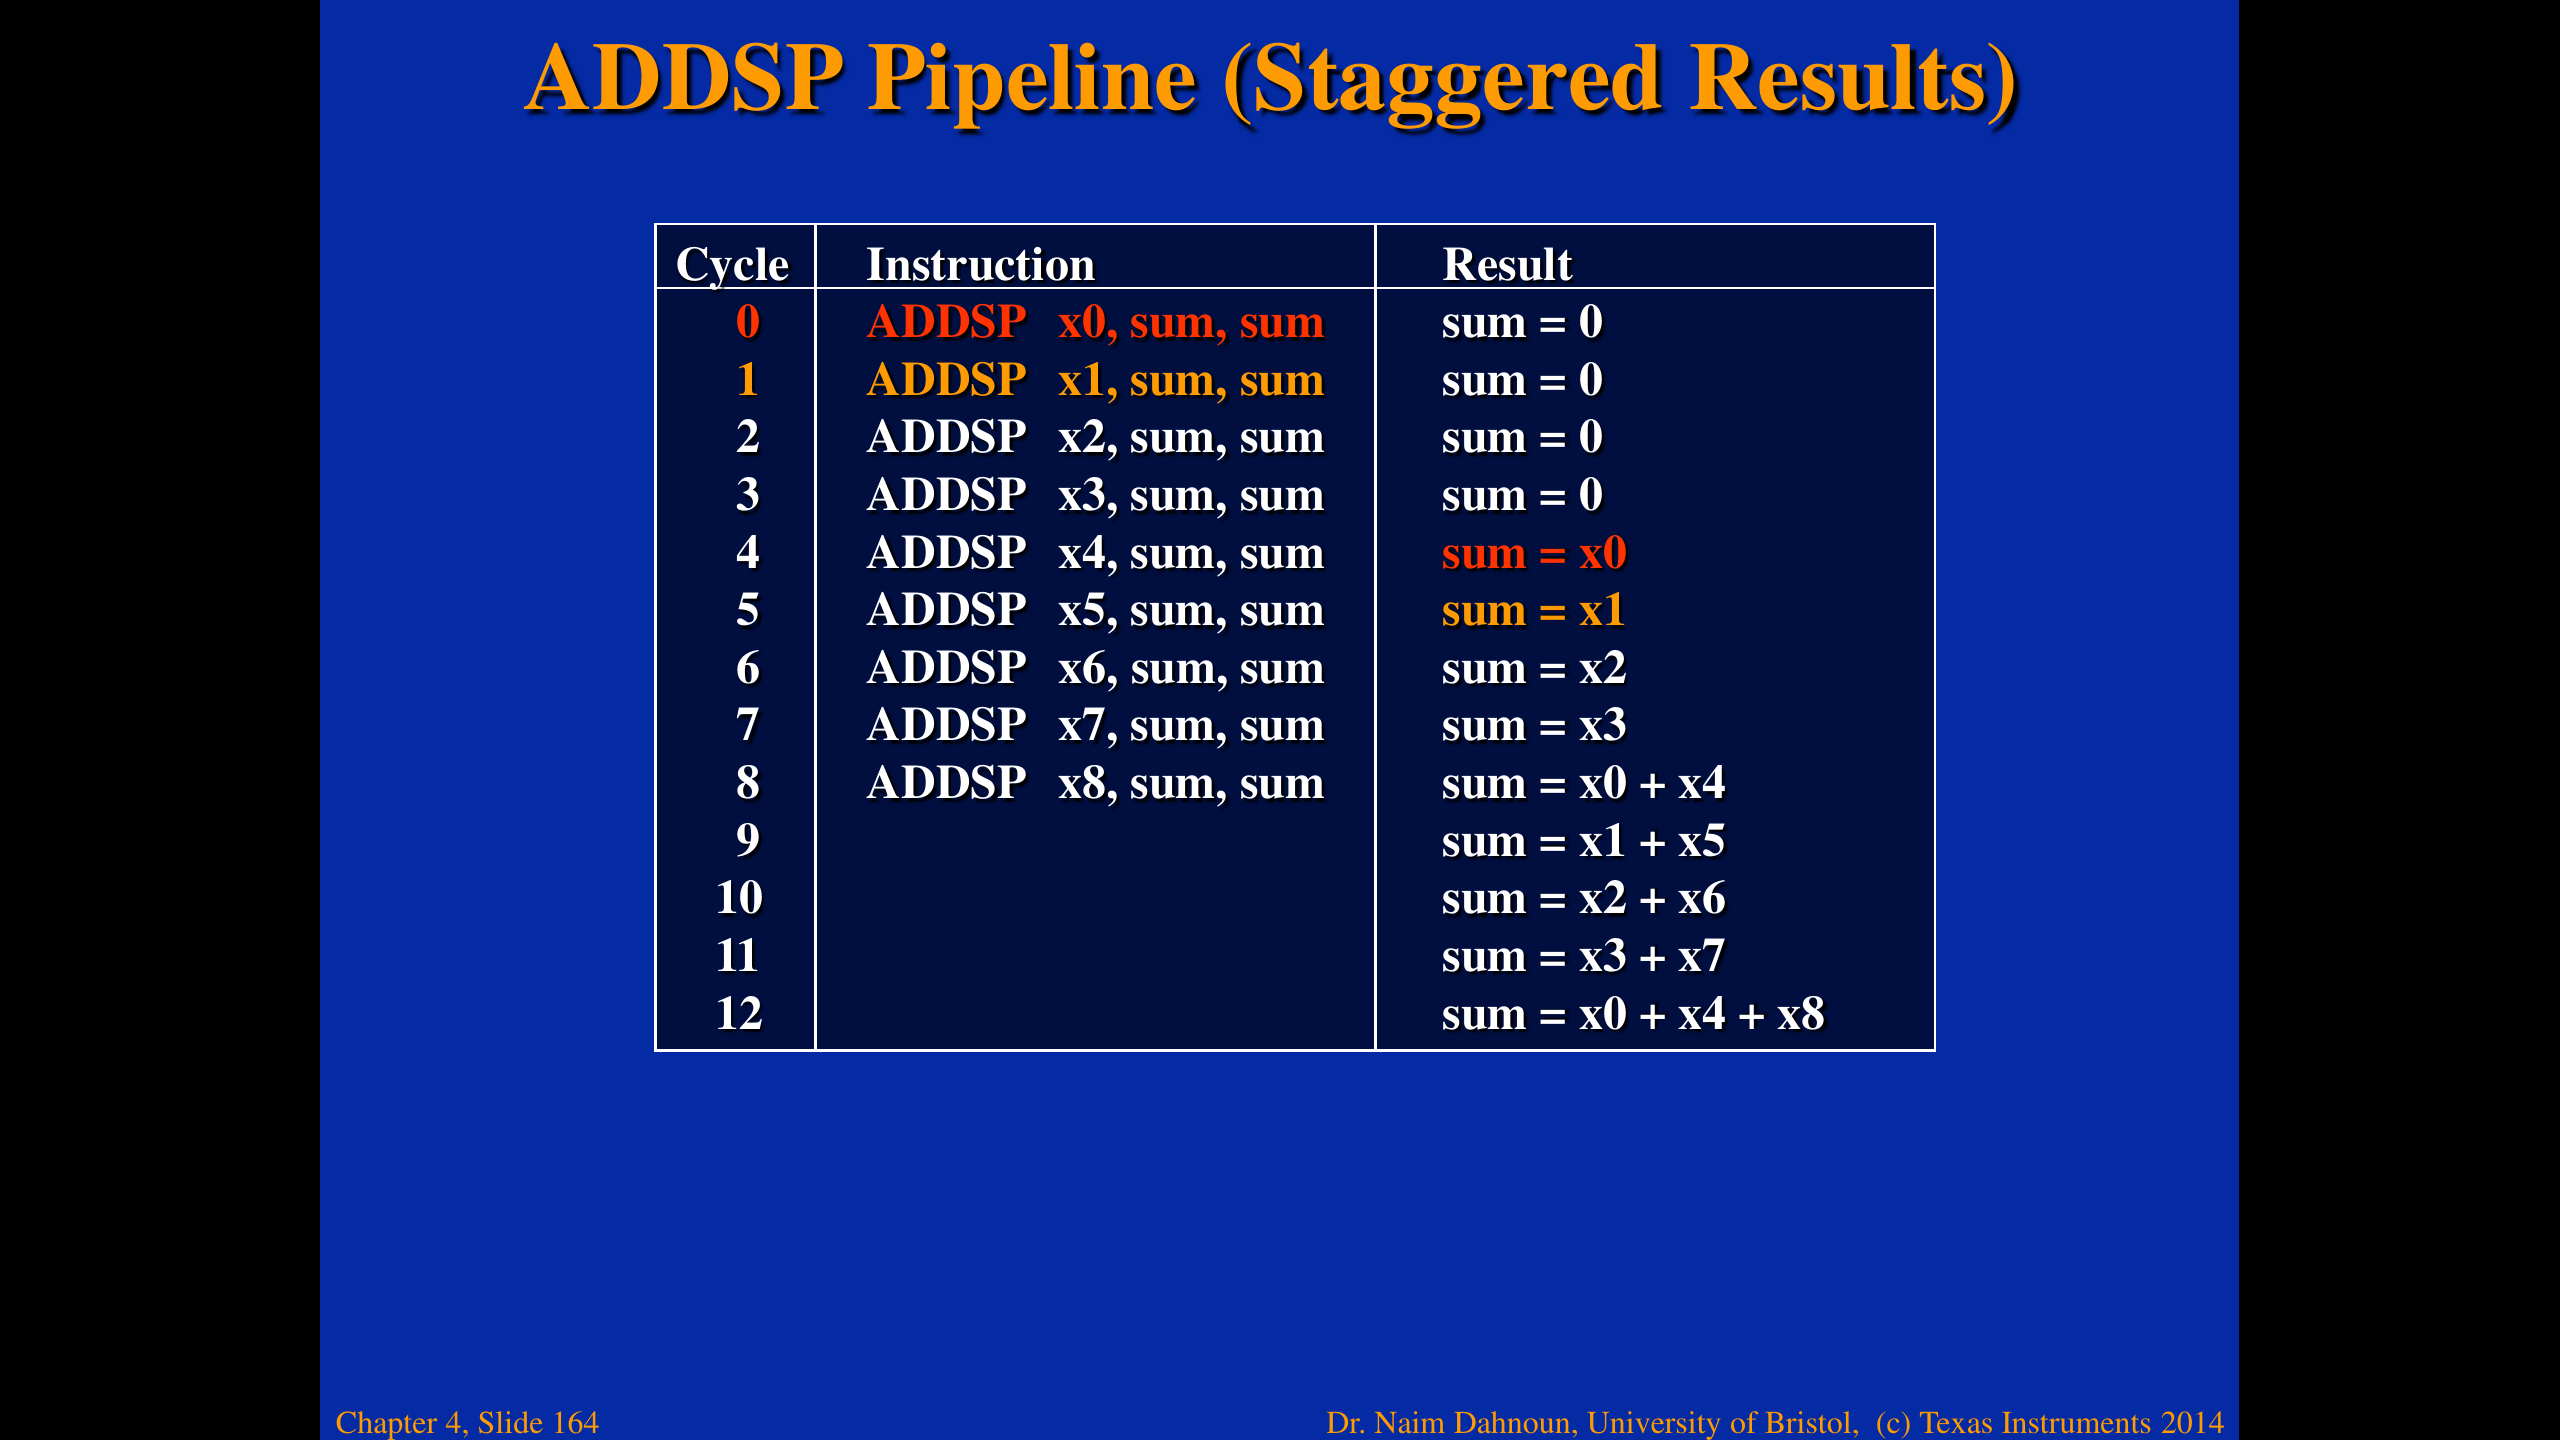 ADDSP Pipeline (Staggered Results)
Cycle Instruction Result
0 ADDSP x0, sum, sum sum = 0
1 ADDSP x1, sum, sum sum = 0
2 ADDSP x2, sum, sum sum = 0
3 ADDSP x3, sum, sum sum = 0
4 ADDSP x4, sum, sum sum = x0
5 ADDSP x5, sum, sum sum = x1
6 ADDSP x6, sum, sum sum = x2
7 ADDSP x7, sum, sum sum = x3
8 ADDSP x8, sum, sum sum = x0 + x4
9 sum = x1 + x5
10 sum = x2 + x6
11 sum = x3 + x7
12 sum = x0 + x4 + x8
Chapter 4, Slide 164 Dr. Naim Dahnoun, University of Bristol, (c) Texas Instruments 2014